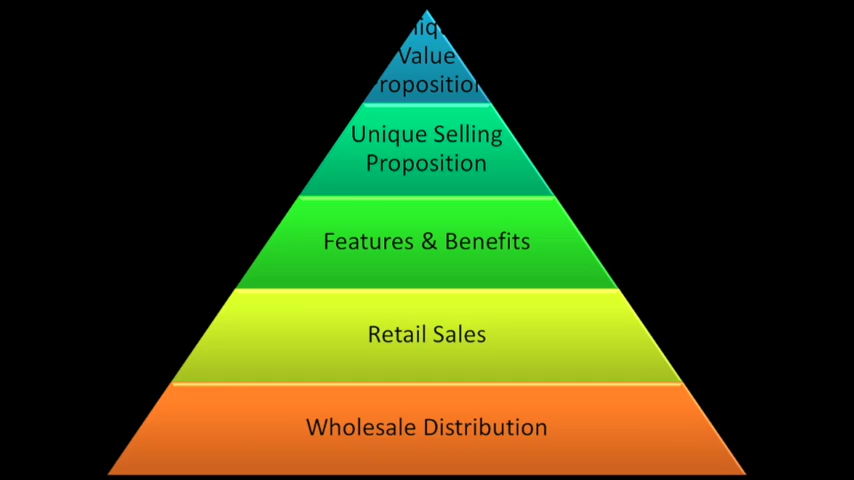 Value
Unique Selling
Proposition
Features & Benefits
Retail Sales
Wholesale Distribution